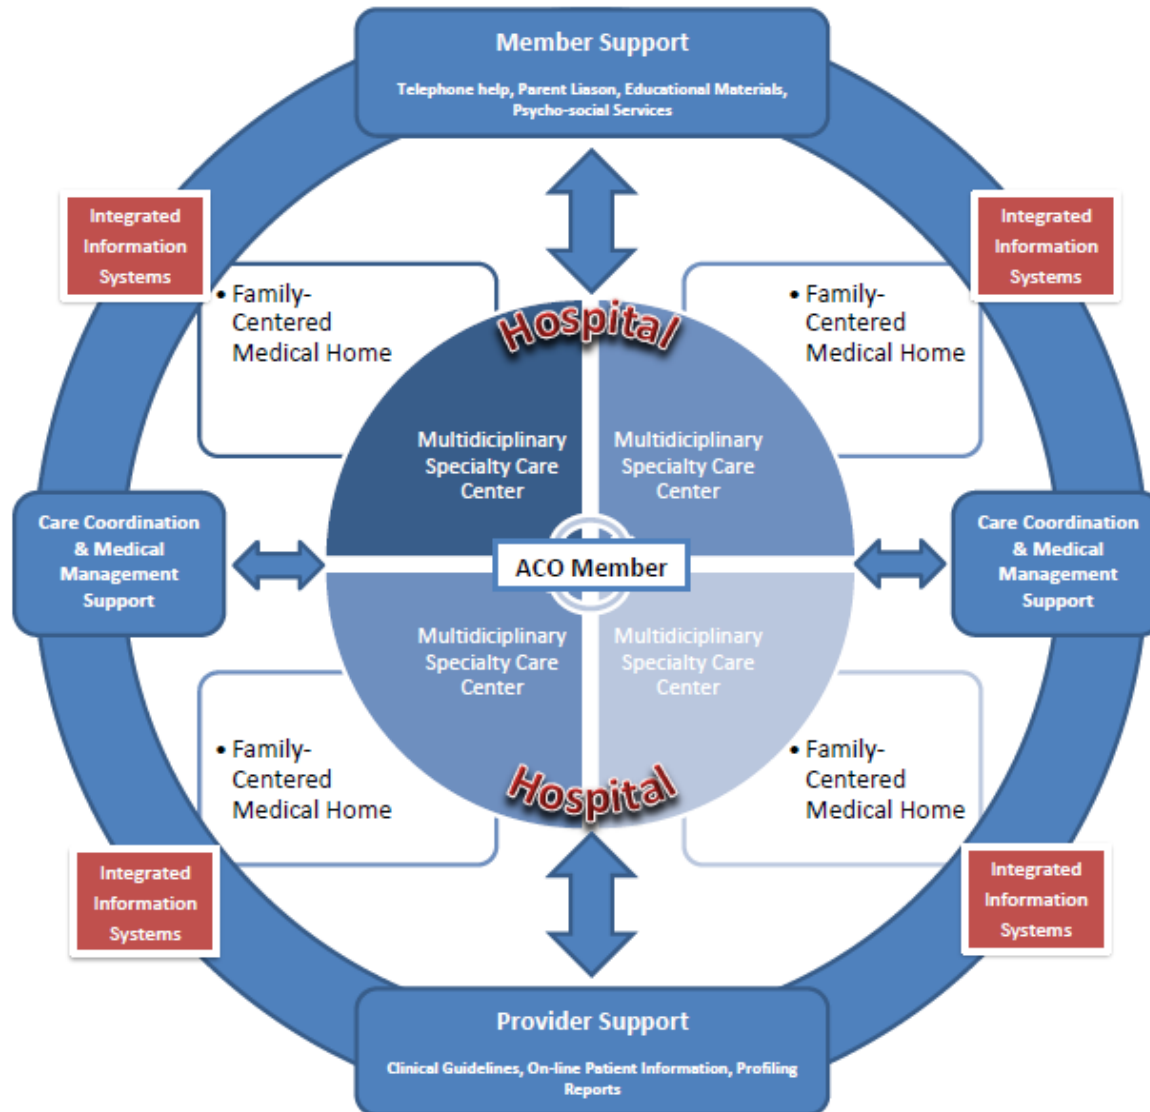 Member Support
Telephone help, Parent Liason, Educational Materials,
Psycho-social Services
Integrated
Information
Systems
Integrated
Information
Systems
• Family-
Centered
Medical Home
• Family-
Centered
Medical Home
Hospital
Multidiciplinary
Specialty Care
Center
Multidiciplinary
Specialty Care
Center
Care Coordination
& Medical
Management
Support
ACO Member
Care Coordination
& Medical
Management
Support
Multidiciplinary
Specialty Care
Center
Multidiciplinary
Specialty Care
Center
• Family-
Centered
Medical Home
• Family-
Centered
Medical Home
Hospital
Integrated
Information
Systems
Integrated
Information
Systems
Provider Support
Clinical Guidelines, On-line Patient Information, Profiling
Reports